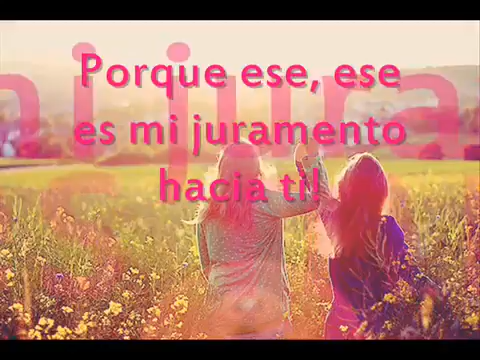 Porque ese, ese
es mi juramento
hacia ti!